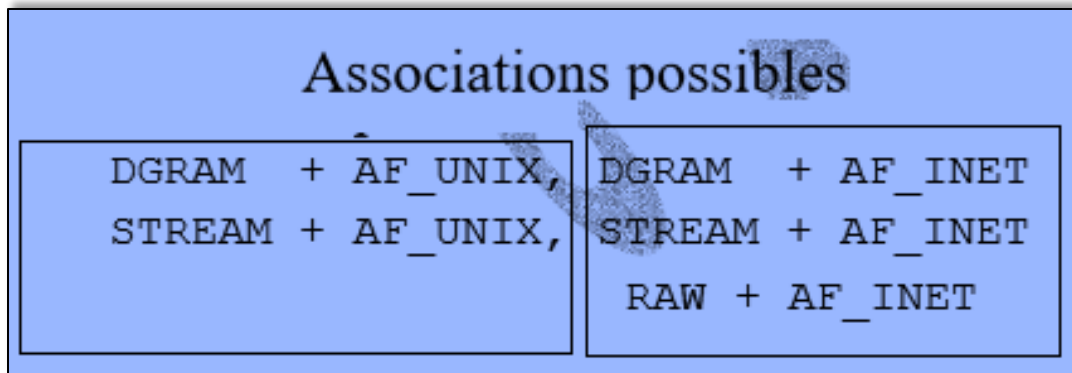 Associations possibles
DGRAM + AF_UNIX, DGRAM + AF_INET
STREAM + AF_UNIX, STREAM + AF_INET
RAW + AF_INET